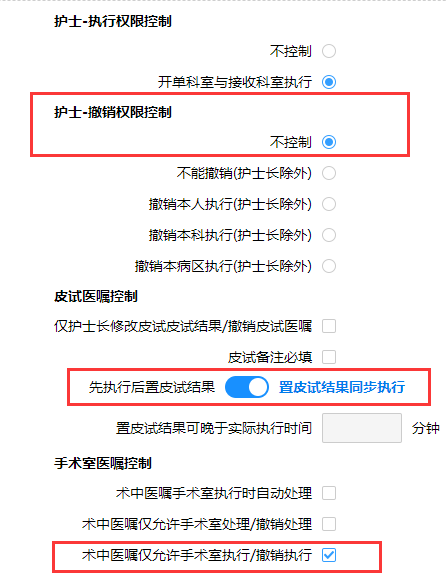 护士-执行权限控制
不控制
开单科室与接收科室执行
护士-撤销权限控制
不控制
不能撤销(护士长除外)
撤销本人执行(护士长除外)
撤销本科执行(护士长除外)
撤销本病区执行(护士长除外)
皮试医嘱控制
仅护士长修改皮试皮试结果/撤销皮试医嘱
皮试备注必填
先执行后置皮试结果 置皮试结果同步执行
置皮试结果可晚于实际执行时间 分钟
手术室医嘱控制
术中医嘱手术室执行时自动处理
术中医嘱仅允许手术室处理/撤销处理
术中医嘱仅允许手术室执行/撤销执行